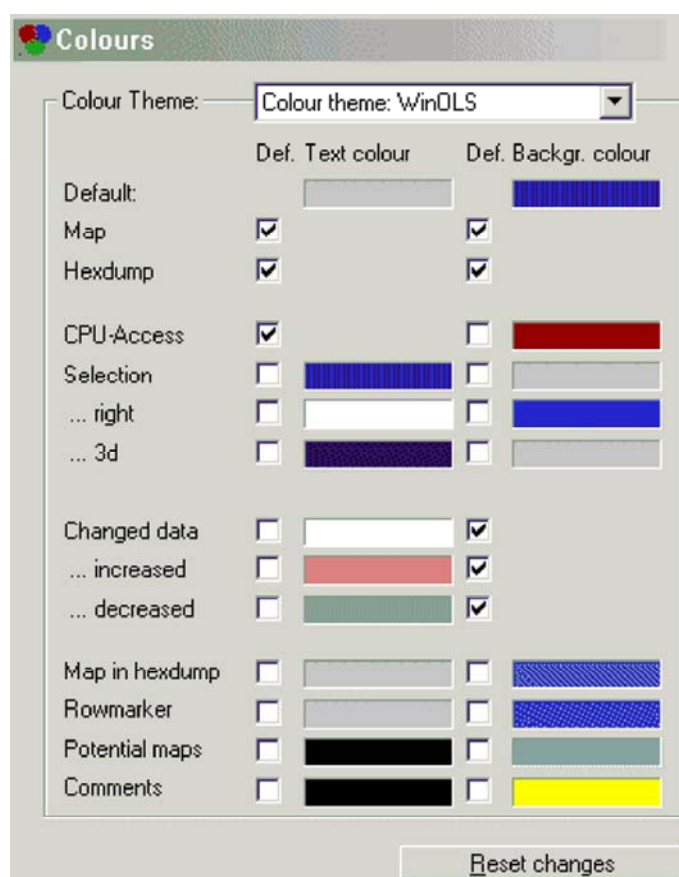 Colours
Colour Theme: Colour theme: WinOLS
Def. Text colour Def. Backgr. colour
Default:
Map
Hexdump
CPU-Access
Selection
... right
... 3d
Changed data
... increased
... decreased
Map in hexdump
Rowmarker
Potential maps
Comments
Reset changes